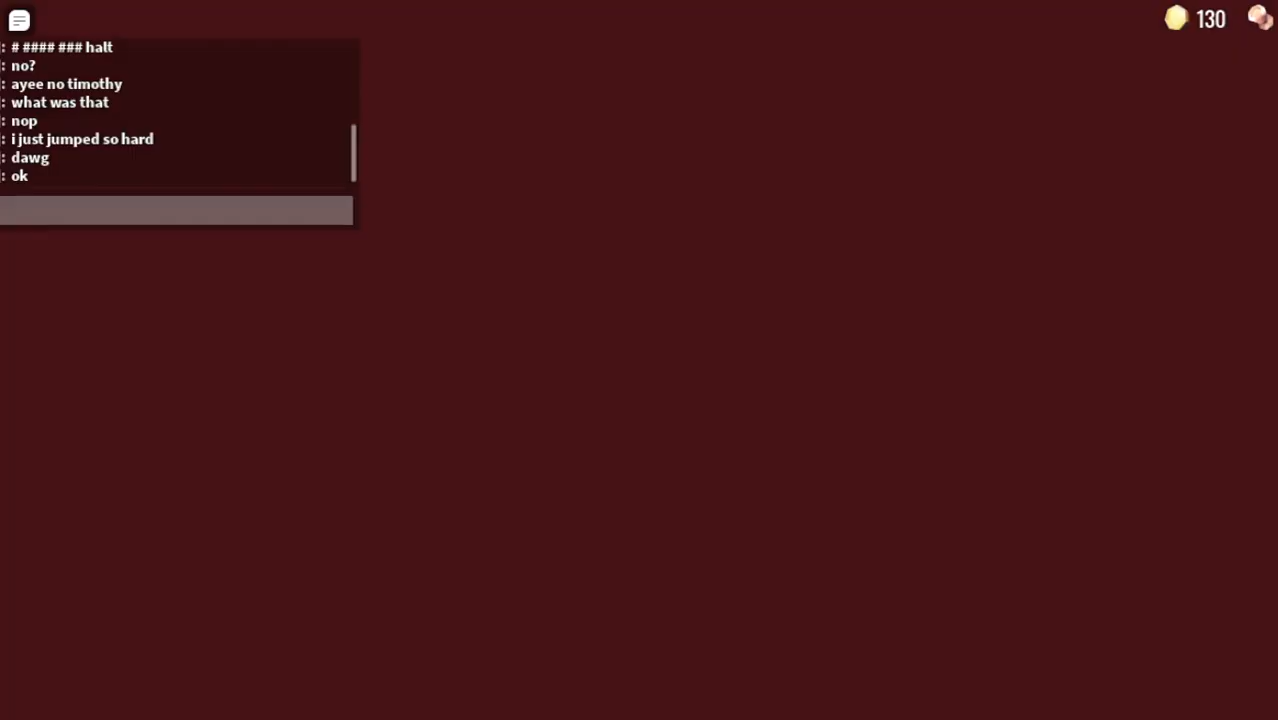 : # #### ### halt
: no?
: ayee no timothy
: what was that
: nop
: i just jumped so hard
: dawg
: ok
130